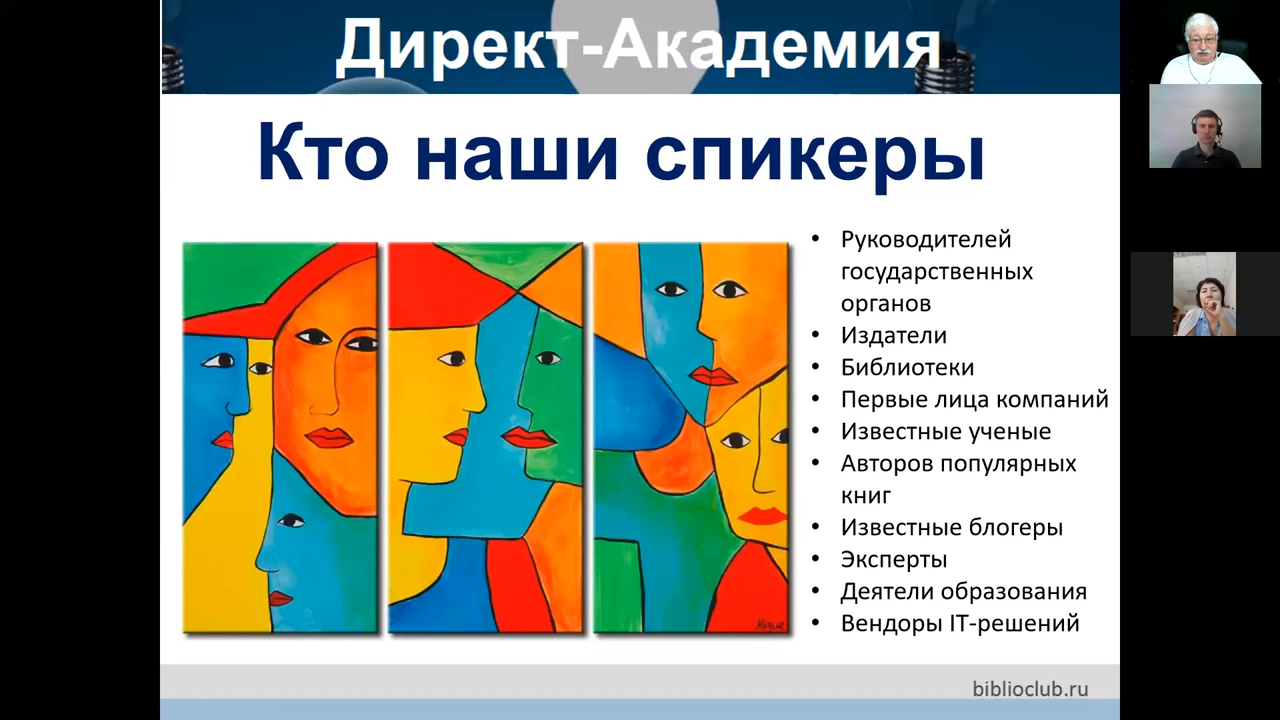 Директ-Академия
Кто наши спикеры
• Руководителей
государственных
органов
• Издатели
• Библиотеки
• Первые лица компаний
• Известные ученые
• Авторов популярных
книг
• Известные блогеры
• Эксперты
• Деятели образования
• Вендоры IT-решений
biblioclub.ru